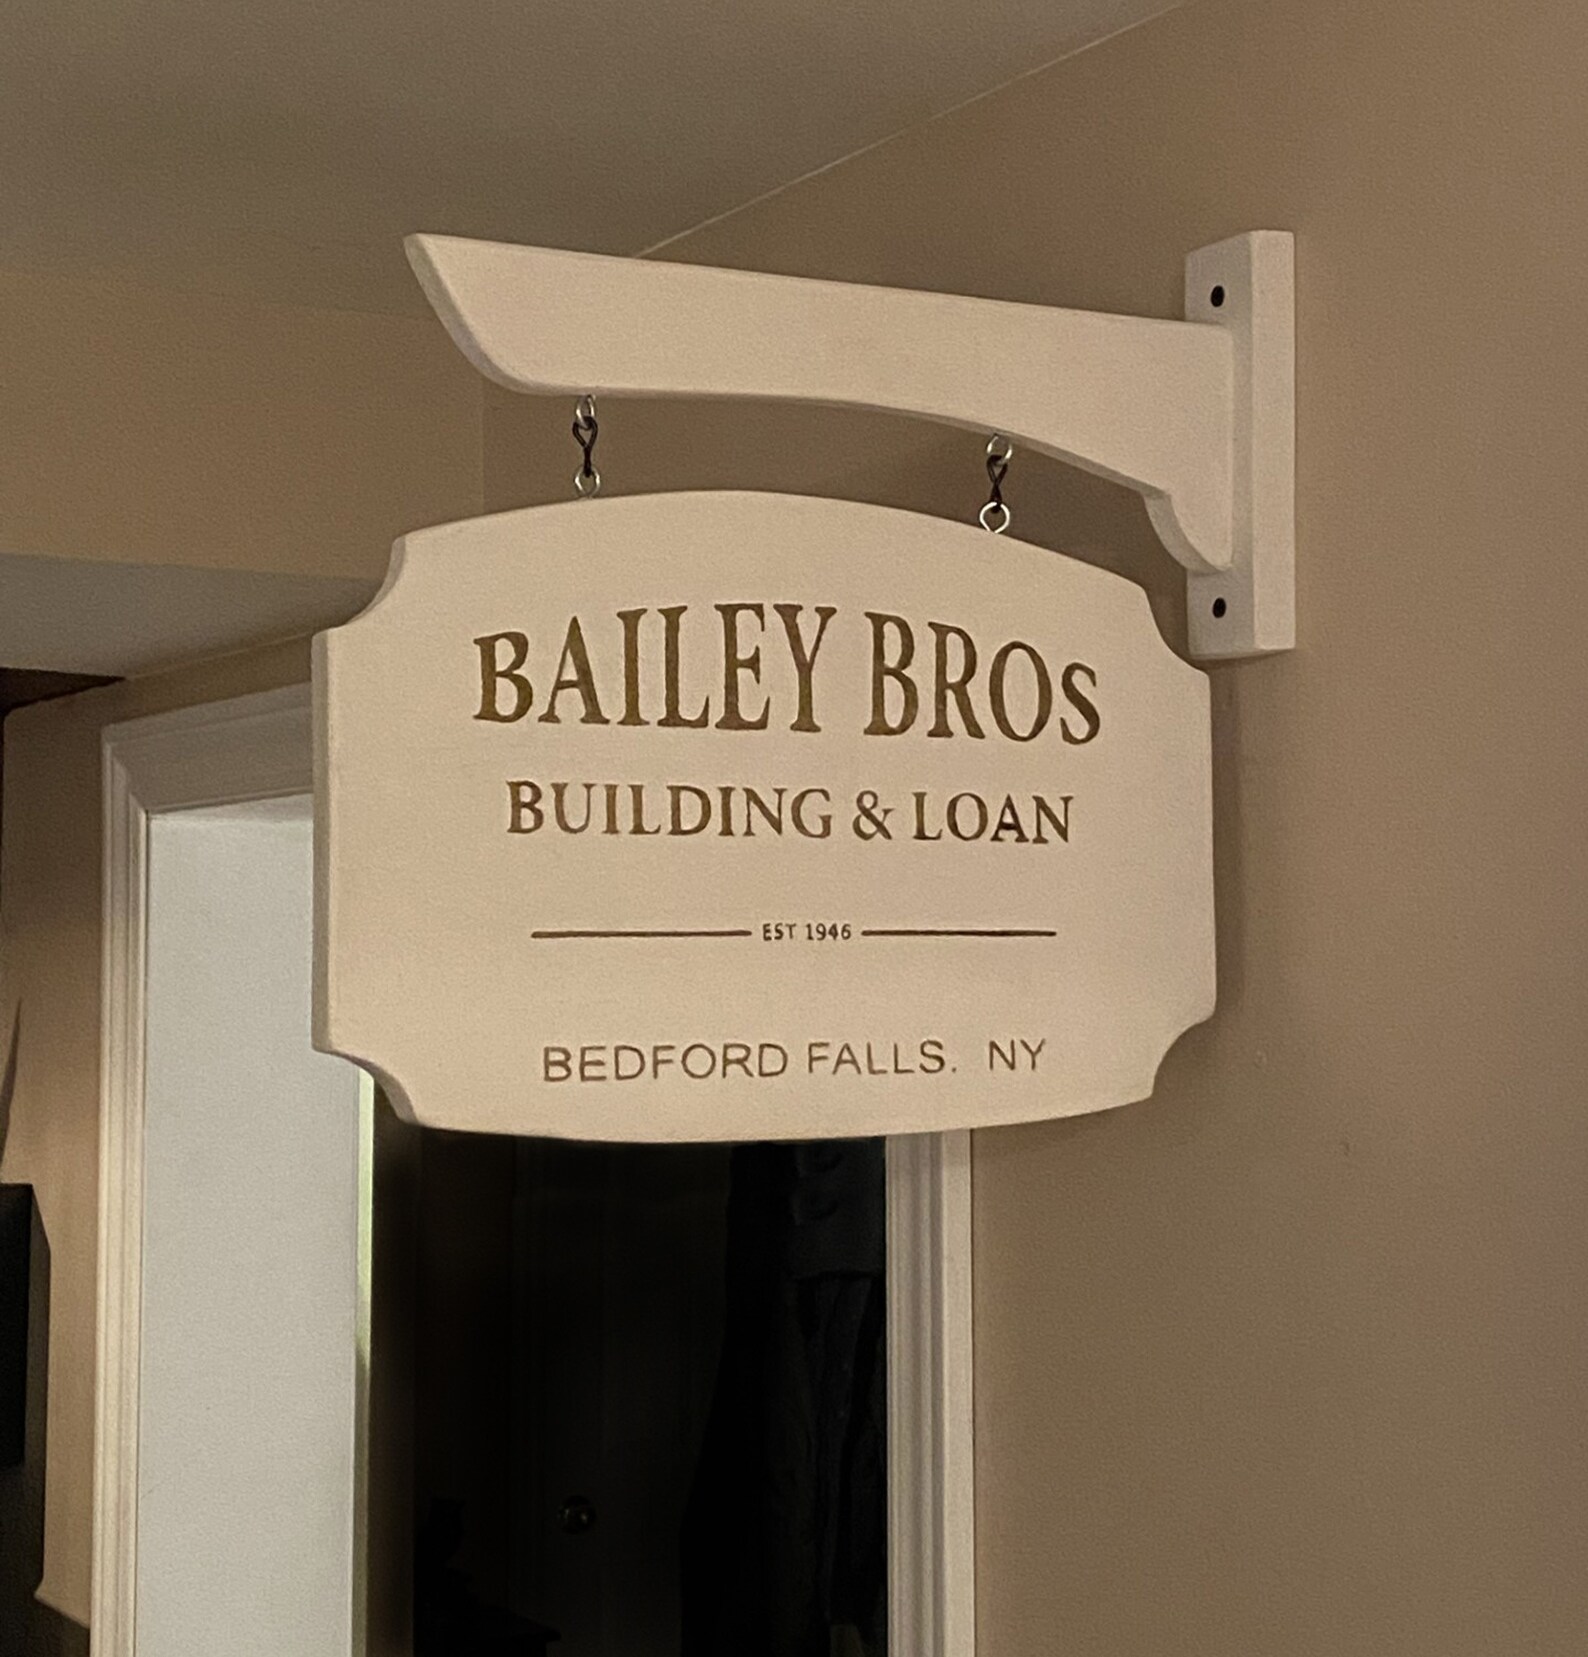 BAILEY BROS
BUILDING & LOAN
EST 1946
BEDFORD FALLS. NY